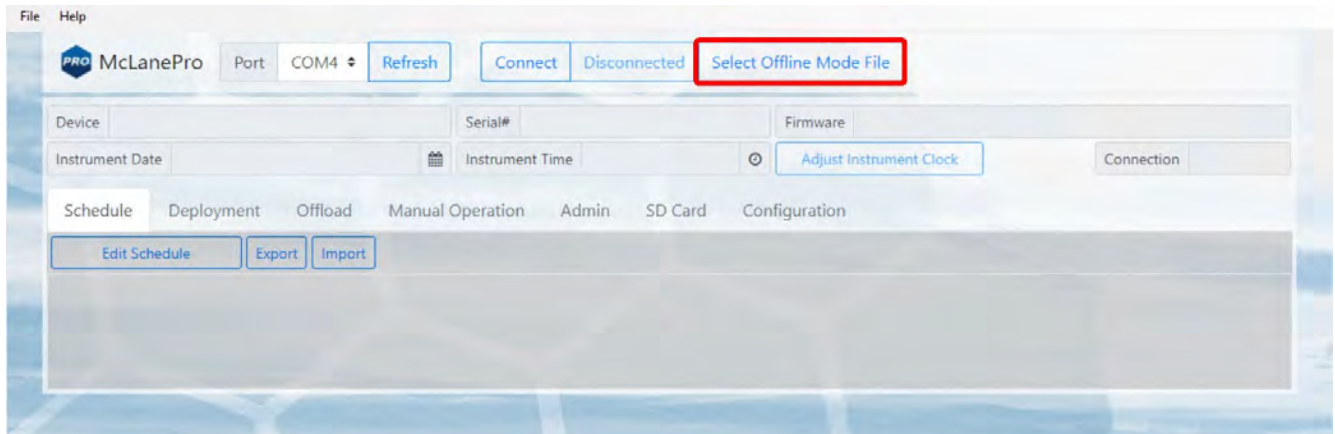 File Help
PRO McLanePro Port COM4 Refresh Connect Disconnected Select Offline Mode File
Device Serial# Firmware
Instrument Date Instrument Time Adjust Instrument Clock Connection
Schedule Deployment Offload Manual Operation Admin SD Card Configuration
Edit Schedule Export Import